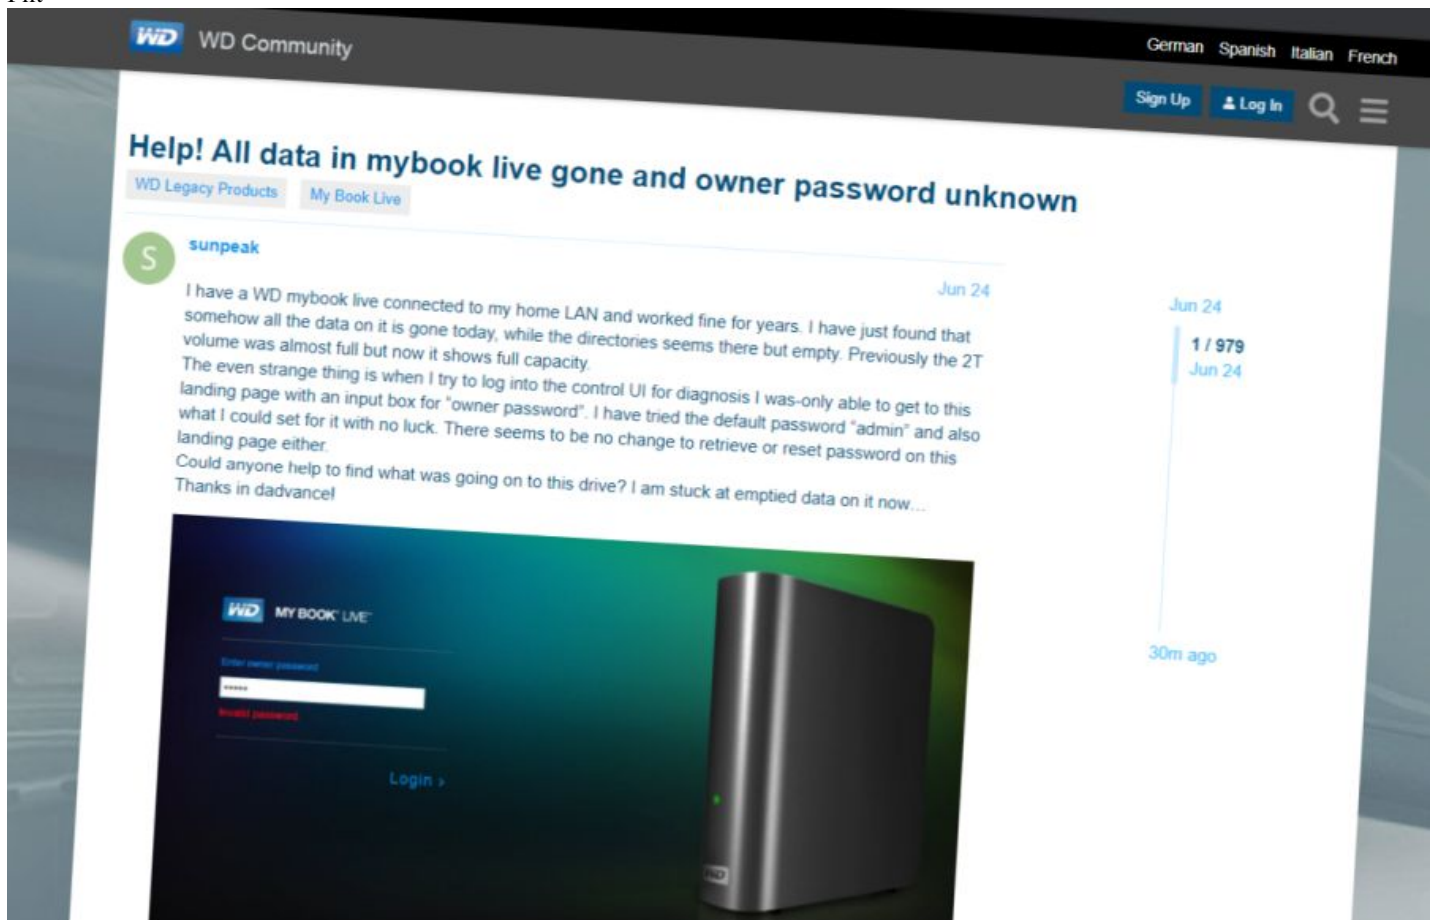 WD
WD Community
German Spanish Italian French
Sign Up Log In
Help! All data in mybook live gone and owner password unknown
WD Legacy Products My Book Live
S
sunpeak
Jun 24
I have a WD mybook live connected to my home LAN and worked fine for years. I have just found that
somehow all the data on it is gone today, while the directories seems there but empty. Previously the 2T
volume was almost full but now it shows full capacity.
The even strange thing is when I try to log into the control UI for diagnosis I was-only able to get to this
landing page with an input box for “owner password”. I have tried the default password “admin” and also
what I could set for it with no luck. There seems to be no change to retrieve or reset password on this
landing page either.
Could anyone help to find what was going on to this drive? I am stuck at emptied data on it now…
Thanks in dadvance!
Jun 24
1 / 979
Jun 24
30m ago
WD MY BOOK LIVE
Enter owner password
•••••
Invalid password.
Login ›
WD